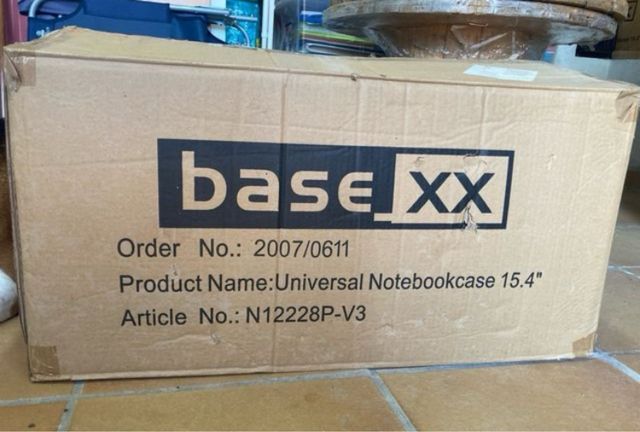 base_xx
Order No.: 2007/0611
Product Name:Universal Notebookcase 15.4"
Article No.: N12228P-V3